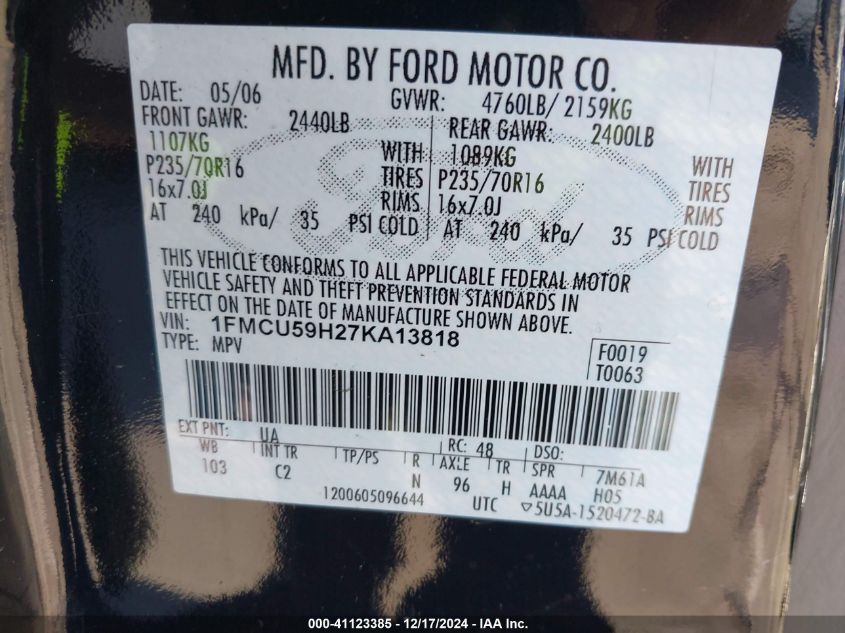 MFD. BY FORD MOTOR CO.
DATE: 05/06 GVWR: 4760LB/ 2159KG
FRONT GAWR: 2440LB REAR GAWR: 2400LB
1107KG WITH 1089KG WITH
P235/70R16 TIRES P235/70R16 TIRES
16x7.0J RIMS 16x7.0J RIMS
AT 240 kPa/ 35 PSI COLD AT 240 kPa/ 35 PSI COLD
Ford
THIS VEHICLE CONFORMS TO ALL APPLICABLE FEDERAL MOTOR
VEHICLE SAFETY AND THEFT PREVENTION STANDARDS IN
EFFECT ON THE DATE OF MANUFACTURE SHOWN ABOVE.
VIN: 1FMCU59H27KA13818
TYPE: MPV
F0019
T0063
EXT PNT: UA RC: 48 DSO:
WB INT TR TP/PS R AXLE TR SPR 7M61A
103 C2 N 96 H AAAA H05
1200605096644 UTC ▽5U5A-1520472-BA
000-41123385 - 12/17/2024 - IAA Inc.